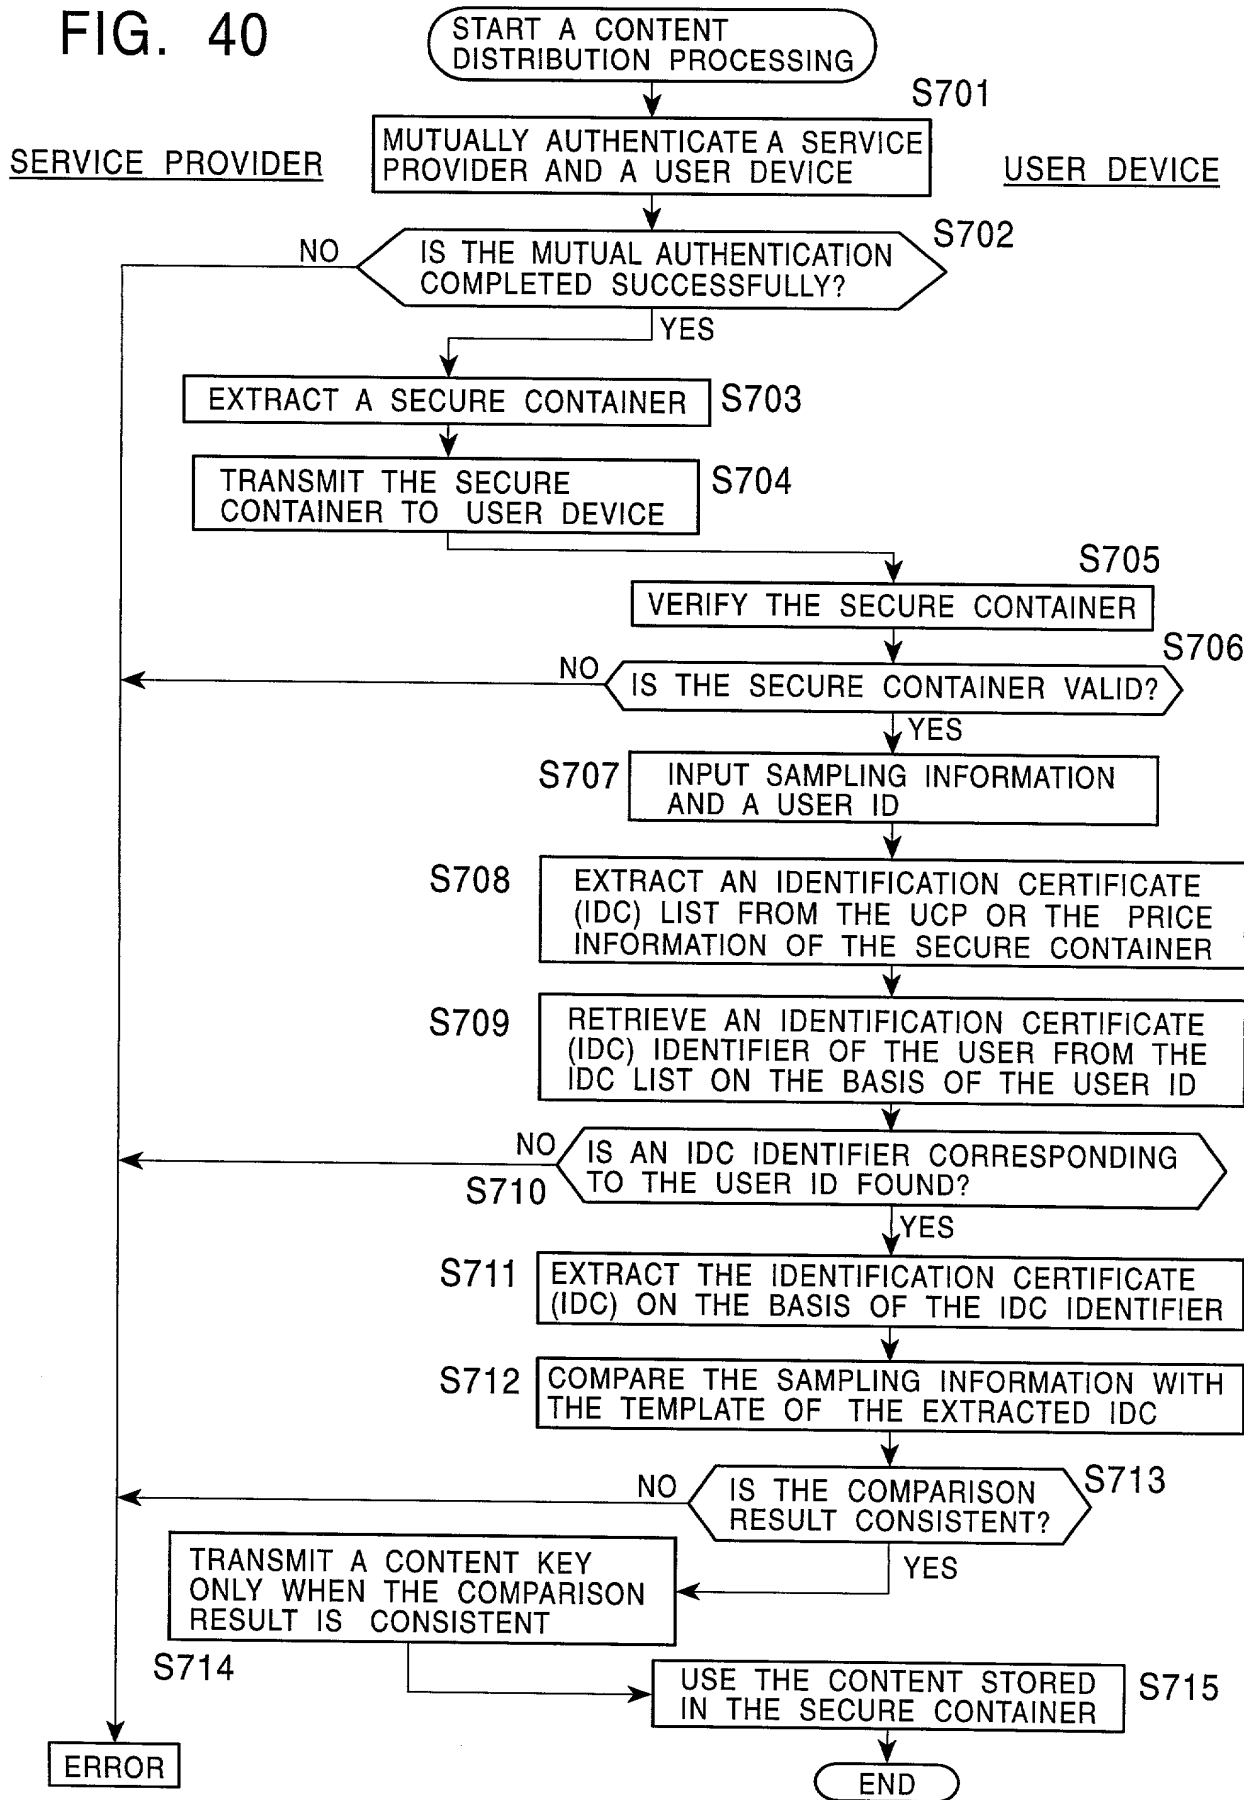 FIG. 40
START A CONTENT
DISTRIBUTION PROCESSING
S701
MUTUALLY AUTHENTICATE A SERVICE
PROVIDER AND A USER DEVICE
SERVICE PROVIDER
USER DEVICE
S702
NO
IS THE MUTUAL AUTHENTICATION
COMPLETED SUCCESSFULLY?
YES
EXTRACT A SECURE CONTAINER
S703
TRANSMIT THE SECURE
CONTAINER TO USER DEVICE
S704
S705
VERIFY THE SECURE CONTAINER
S706
NO
IS THE SECURE CONTAINER VALID?
YES
S707
INPUT SAMPLING INFORMATION
AND A USER ID
S708
EXTRACT AN IDENTIFICATION CERTIFICATE
(IDC) LIST FROM THE UCP OR THE PRICE
INFORMATION OF THE SECURE CONTAINER
S709
RETRIEVE AN IDENTIFICATION CERTIFICATE
(IDC) IDENTIFIER OF THE USER FROM THE
IDC LIST ON THE BASIS OF THE USER ID
NO
IS AN IDC IDENTIFIER CORRESPONDING
TO THE USER ID FOUND?
S710
YES
S711
EXTRACT THE IDENTIFICATION CERTIFICATE
(IDC) ON THE BASIS OF THE IDC IDENTIFIER
S712
COMPARE THE SAMPLING INFORMATION WITH
THE TEMPLATE OF THE EXTRACTED IDC
S713
NO
IS THE COMPARISON
RESULT CONSISTENT?
YES
TRANSMIT A CONTENT KEY
ONLY WHEN THE COMPARISON
RESULT IS CONSISTENT
S714
USE THE CONTENT STORED
IN THE SECURE CONTAINER
S715
ERROR
END